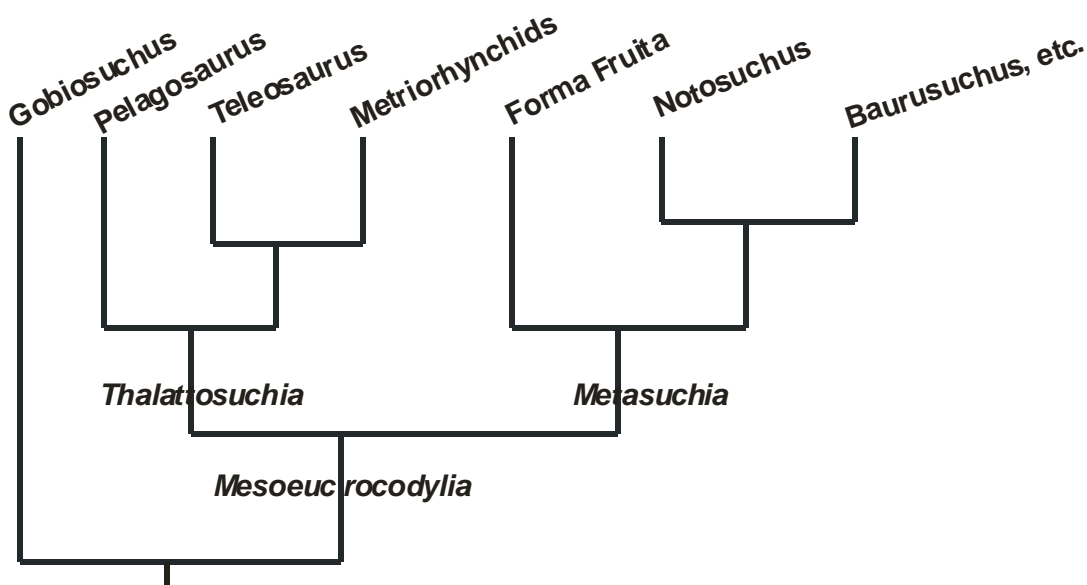 Gobiosuchus
Pelagosaurus
Teleosaurus
Metriorhynchids
Forma Fruita
Notosuchus
Baurusuchus, etc.
Thalattosuchia
Metasuchia
Mesoeucrocodylia